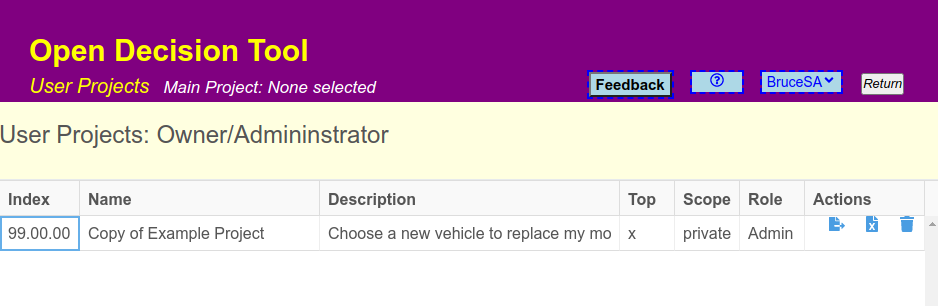 Open Decision Tool
User Projects Main Project: None selected Feedback BruceSA Return
User Projects: Owner/Admininstrator
Index Name Description Top Scope Role Actions
99.00.00 Copy of Example Project Choose a new vehicle to replace my mo x private Admin